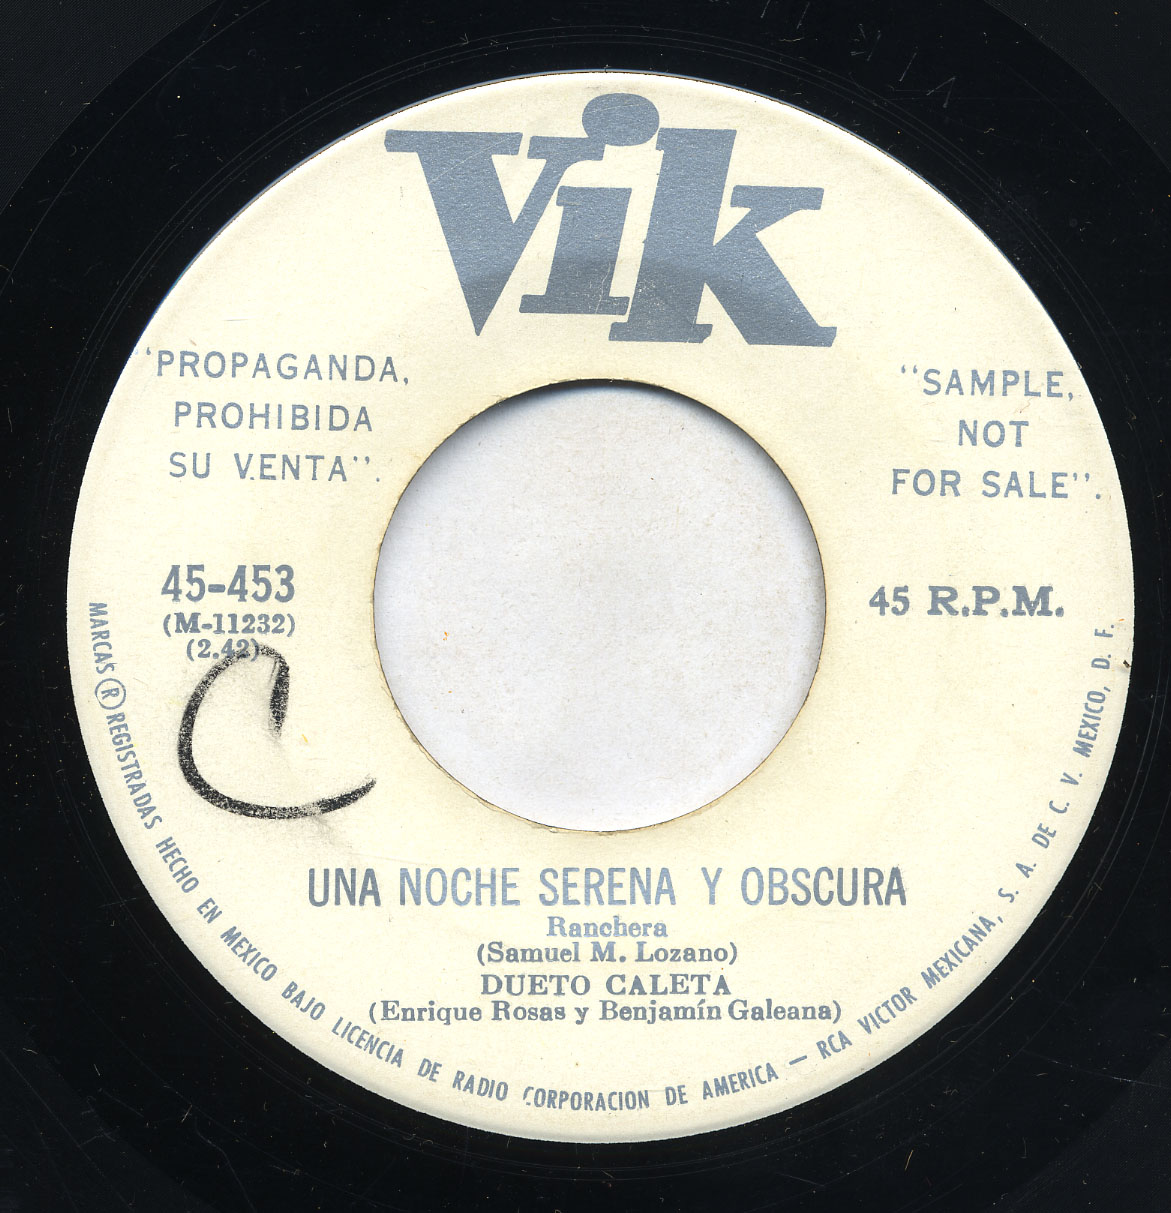 Vik
"PROPAGANDA,
PROHIBIDA
SU V.ENTA".
"SAMPLE,
NOT
FOR SALE".
45-453
(M-11232)
(2.42)
45 R.P.M.
C
UNA NOCHE SERENA Y OBSCURA
Ranchera
(Samuel M. Lozano)
DUETO CALETA
(Enrique Rosas y Benjamín Galeana)
MARCAS ® REGISTRADAS HECHO EN MEXICO BAJO LICENCIA DE RADIO CORPORACION DE AMERICA — RCA VICTOR MEXICANA, S. A. DE C. V. MEXICO, D. F.